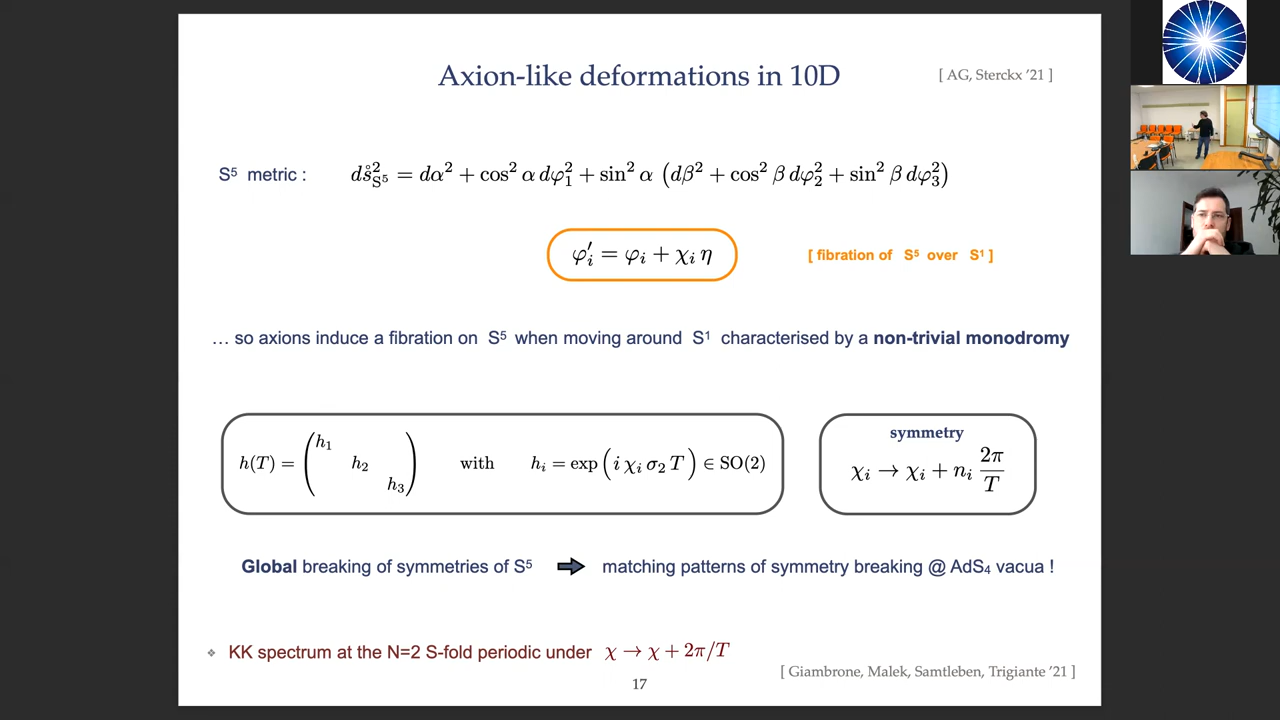 Axion-like deformations in 10D
[ AG, Sterckx '21 ]
S⁵ metric : ds̊²_S⁵ = dα² + cos² α dφ₁² + sin² α (dβ² + cos² β dφ₂² + sin² β dφ₃²)
φ′ᵢ = φᵢ + χᵢ η
[ fibration of S⁵ over S¹ ]
… so axions induce a fibration on S⁵ when moving around S¹ characterised by a non-trivial monodromy
h(T) = ( h₁ h₂ h₃ ) with hᵢ = exp ( i χᵢ σ₂ T ) ∈ SO(2)
symmetry
χᵢ → χᵢ + nᵢ 2π/T
Global breaking of symmetries of S⁵ ➡ matching patterns of symmetry breaking @ AdS₄ vacua !
❖ KK spectrum at the N=2 S-fold periodic under χ → χ + 2π/T
[ Giambrone, Malek, Samtleben, Trigiante '21 ]
17